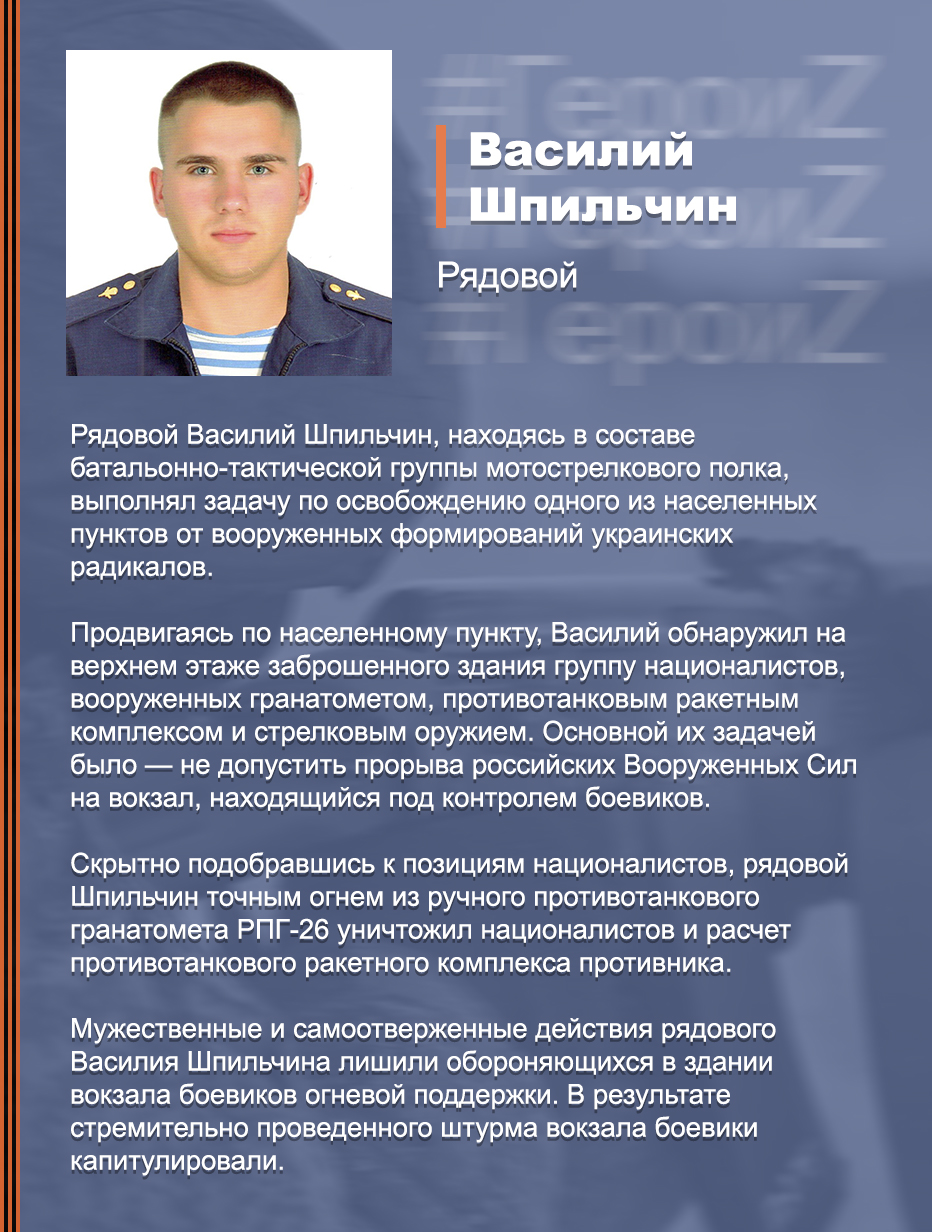 #ГероиZ
Василий
#ГероиZ
Шпильчин
Рядовой
#ГероиZ
Рядовой Василий Шпильчин, находясь в составе
батальонно-тактической группы мотострелкового полка,
выполнял задачу по освобождению одного из населенных
пунктов от вооруженных формирований украинских
радикалов.
Продвигаясь по населенному пункту, Василий обнаружил на
верхнем этаже заброшенного здания группу националистов,
вооруженных гранатометом, противотанковым ракетным
комплексом и стрелковым оружием. Основной их задачей
было — не допустить прорыва российских Вооруженных Сил
на вокзал, находящийся под контролем боевиков.
Скрытно подобравшись к позициям националистов, рядовой
Шпильчин точным огнем из ручного противотанкового
гранатомета РПГ-26 уничтожил националистов и расчет
противотанкового ракетного комплекса противника.
Мужественные и самоотверженные действия рядового
Василия Шпильчина лишили обороняющихся в здании
вокзала боевиков огневой поддержки. В результате
стремительно проведенного штурма вокзала боевики
капитулировали.